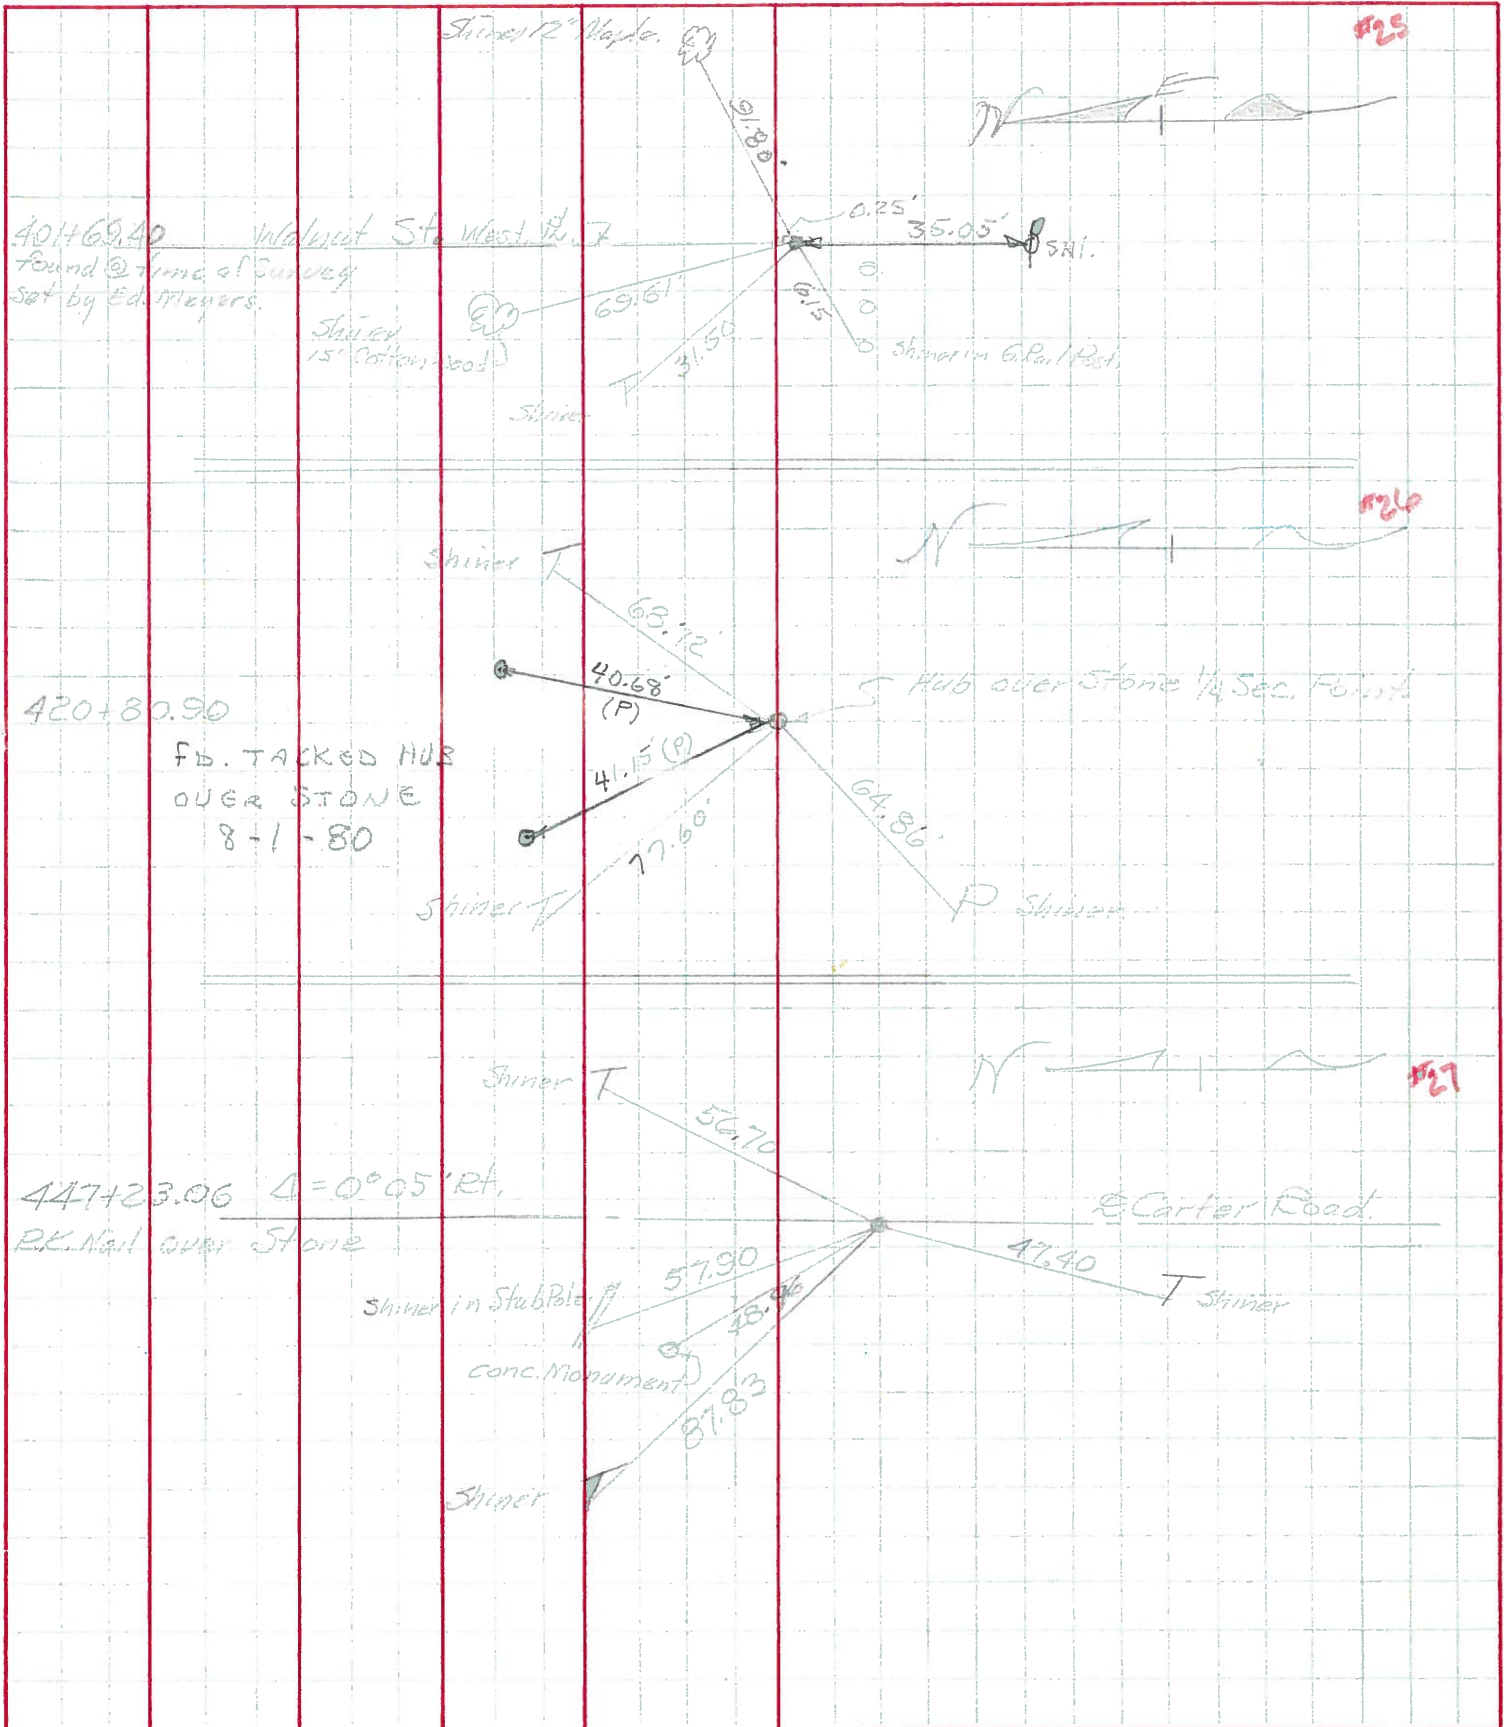 #25
Shiner 12" Maple.
N
91.80'
0.25'
35.05'
SHI.
401+69.40 Walnut St. West.
found @ Time of Survey
set by Ed. Meyers.
69.61'
6.15
Shiner
15" Cottonwood
31.50
Shiner in G.Rail Post.
Shiner
#26
N
Shiner
63.72'
40.68'
(P)
Hub over Stone 1/4 Sec. Point.
420+80.90
FD. TACKED HUB
OVER STONE
8-1-80
41.15' (P)
64.86'
77.60'
Shiner
P. Shiner
#27
N
Shiner
56.70
447+23.06 Δ=0°05' Rt.
P.K. Nail over Stone
Carter Road.
57.90
47.40
Shiner in Stub Pole
Shiner
Conc. Monument
87.83
Shiner